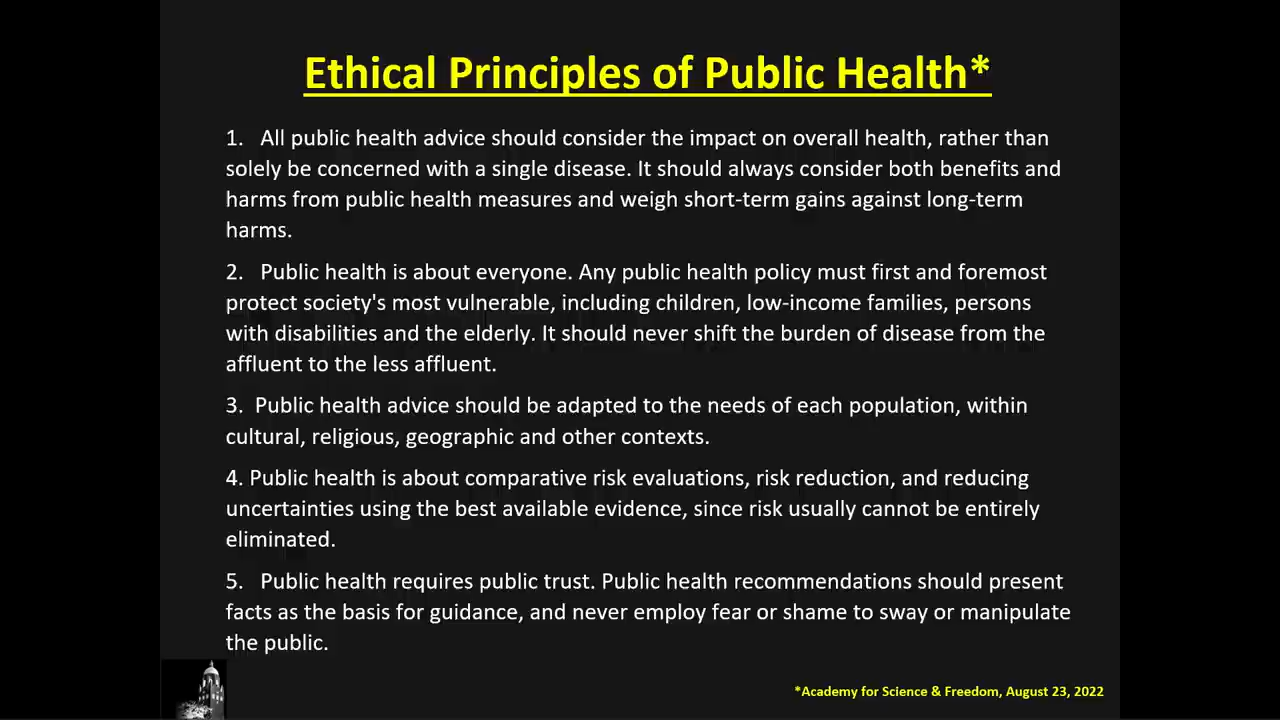 Ethical Principles of Public Health*
1. All public health advice should consider the impact on overall health, rather than
solely be concerned with a single disease. It should always consider both benefits and
harms from public health measures and weigh short-term gains against long-term
harms.
2. Public health is about everyone. Any public health policy must first and foremost
protect society's most vulnerable, including children, low-income families, persons
with disabilities and the elderly. It should never shift the burden of disease from the
affluent to the less affluent.
3. Public health advice should be adapted to the needs of each population, within
cultural, religious, geographic and other contexts.
4. Public health is about comparative risk evaluations, risk reduction, and reducing
uncertainties using the best available evidence, since risk usually cannot be entirely
eliminated.
5. Public health requires public trust. Public health recommendations should present
facts as the basis for guidance, and never employ fear or shame to sway or manipulate
the public.
*Academy for Science & Freedom, August 23, 2022